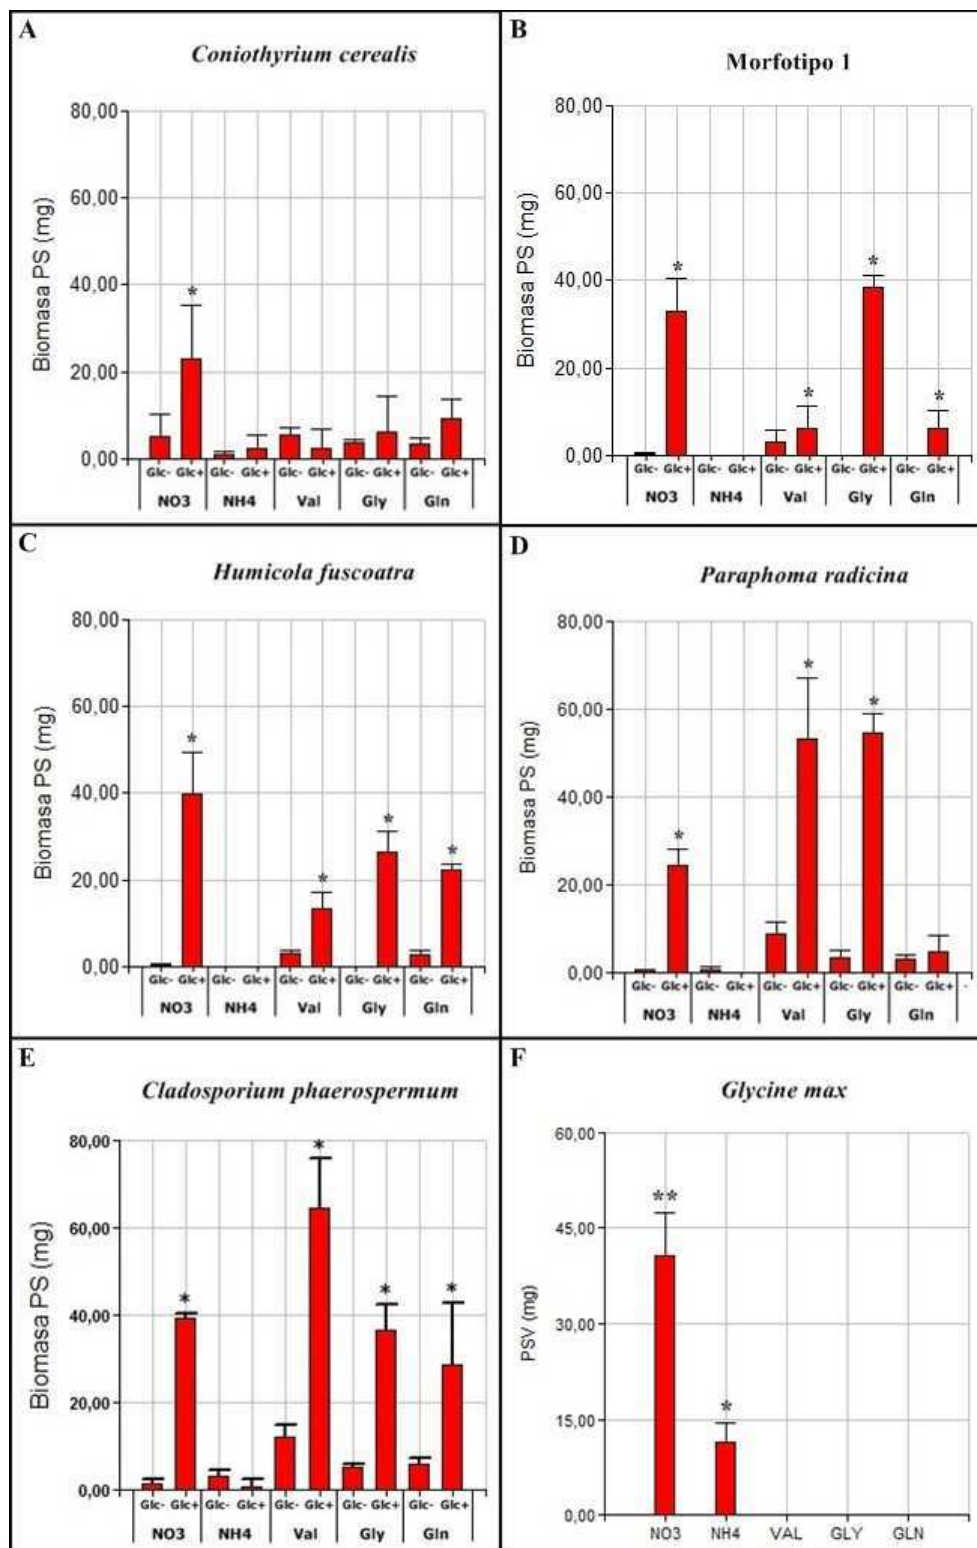 A
Coniothyrium cerealis
80,00
60,00
40,00
20,00
0,00
Biomasa PS (mg)
*
Glc- Glc+ Glc- Glc+ Glc- Glc+ Glc- Glc+ Glc- Glc+
NO3 NH4 Val Gly Gln
B
Morfotipo 1
80,00
60,00
40,00
20,00
0,00
Biomasa PS (mg)
* * * *
Glc- Glc+ Glc- Glc+ Glc- Glc+ Glc- Glc+ Glc- Glc+
NO3 NH4 Val Gly Gln
C
Humicola fuscoatra
80,00
60,00
40,00
20,00
0,00
Biomasa PS (mg)
* * * *
Glc- Glc+ Glc- Glc+ Glc- Glc+ Glc- Glc+ Glc- Glc+
NO3 NH4 Val Gly Gln
D
Paraphoma radicina
80,00
60,00
40,00
20,00
0,00
Biomasa PS (mg)
* * *
Glc- Glc+ Glc- Glc+ Glc- Glc+ Glc- Glc+ Glc- Glc+ -
NO3 NH4 Val Gly Gln
E
Cladosporium phaerospermum
80,00
60,00
40,00
20,00
0,00
Biomasa PS (mg)
* * * *
Glc- Glc+ Glc- Glc+ Glc- Glc+ Glc- Glc+ Glc- Glc+
NO3 NH4 Val Gly Gln
F
Glycine max
60,00
45,00
30,00
15,00
0,00
PSV (mg)
** *
NO3 NH4 VAL GLY GLN